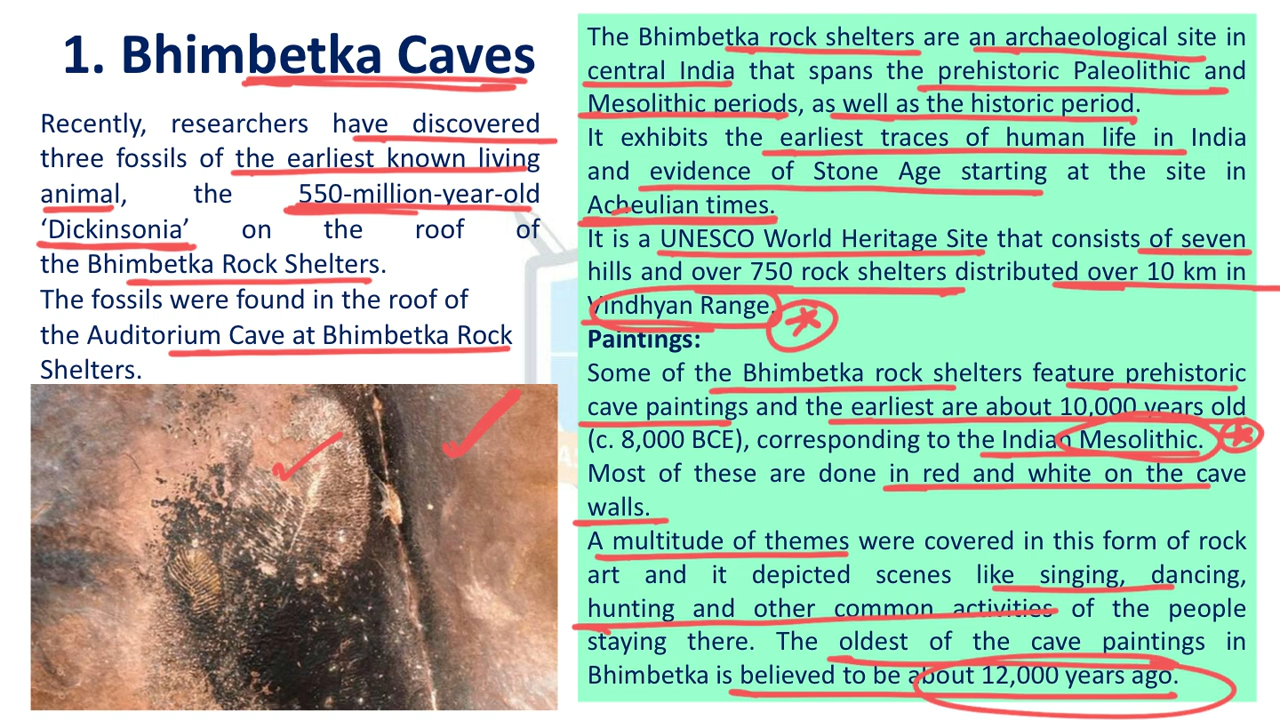 1. Bhimbetka Caves
Recently, researchers have discovered
three fossils of the earliest known living
animal, the 550-million-year-old
‘Dickinsonia’ on the roof of
the Bhimbetka Rock Shelters.
The fossils were found in the roof of
the Auditorium Cave at Bhimbetka Rock
Shelters.
The Bhimbetka rock shelters are an archaeological site in
central India that spans the prehistoric Paleolithic and
Mesolithic periods, as well as the historic period.
It exhibits the earliest traces of human life in India
and evidence of Stone Age starting at the site in
Acheulian times.
It is a UNESCO World Heritage Site that consists of seven
hills and over 750 rock shelters distributed over 10 km in
Vindhyan Range.
Paintings:
Some of the Bhimbetka rock shelters feature prehistoric
cave paintings and the earliest are about 10,000 years old
(c. 8,000 BCE), corresponding to the Indian Mesolithic.
Most of these are done in red and white on the cave
walls.
A multitude of themes were covered in this form of rock
art and it depicted scenes like singing, dancing,
hunting and other common activities of the people
staying there. The oldest of the cave paintings in
Bhimbetka is believed to be about 12,000 years ago.